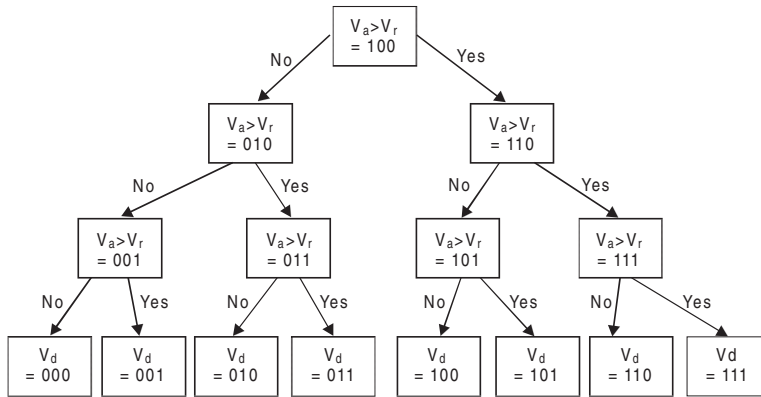 Va>Vr
= 100
No
Yes
Va>Vr
= 010
Va>Vr
= 110
No
Yes
No
Yes
Va>Vr
= 001
Va>Vr
= 011
Va>Vr
= 101
Va>Vr
= 111
No
Yes
No
Yes
No
Yes
No
Yes
Vd
= 000
Vd
= 001
Vd
= 010
Vd
= 011
Vd
= 100
Vd
= 101
Vd
= 110
Vd
= 111